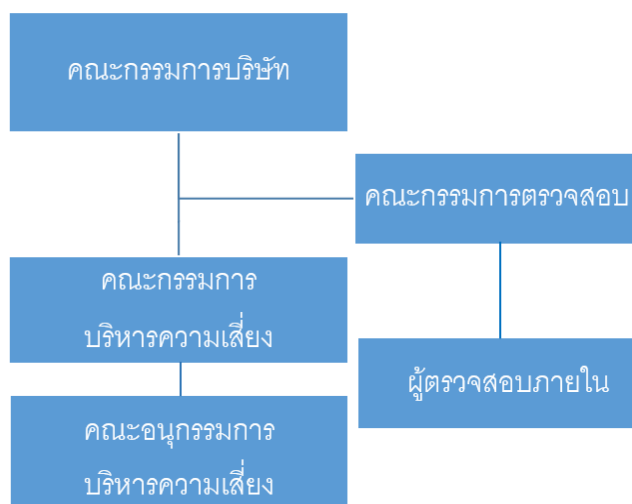 คณะกรรมการบริษัท
คณะกรรมการตรวจสอบ
คณะกรรมการ
บริหารความเสี่ยง
ผู้ตรวจสอบภายใน
คณะอนุกรรมการ
บริหารความเสี่ยง